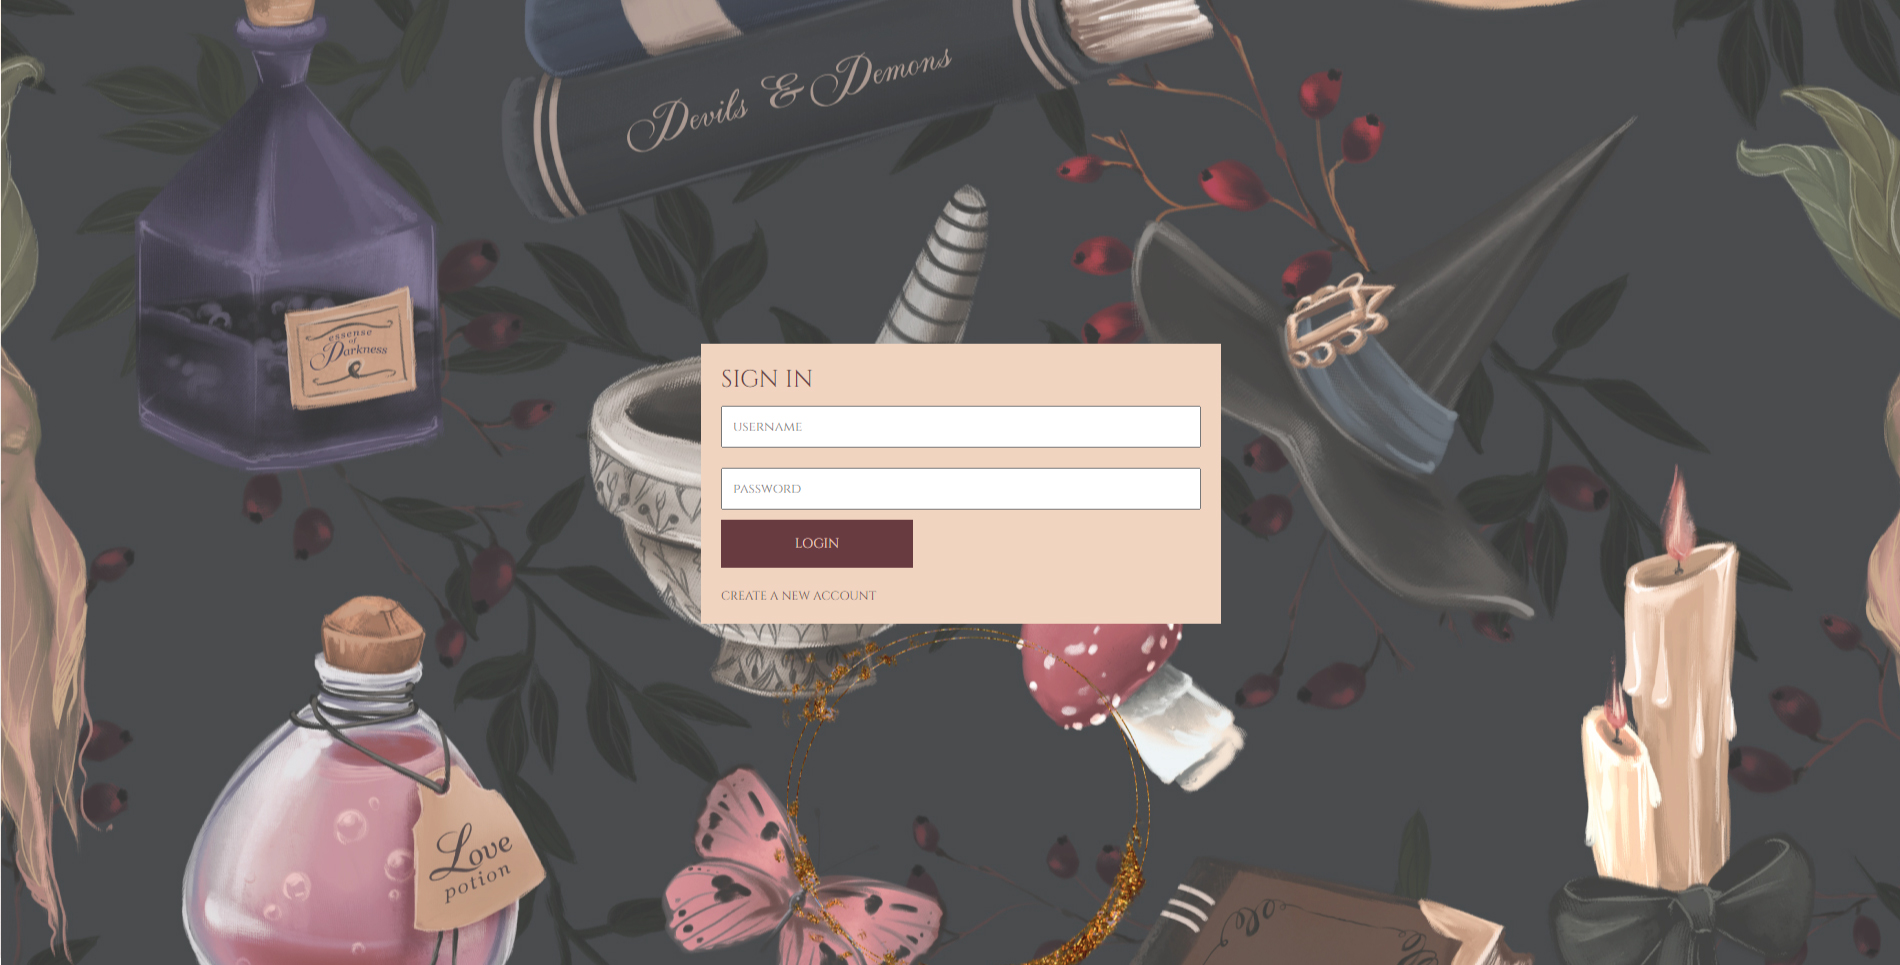 Devils & Demons
essense
of
Darkness
SIGN IN
USERNAME
PASSWORD
LOGIN
CREATE A NEW ACCOUNT
Love
potion